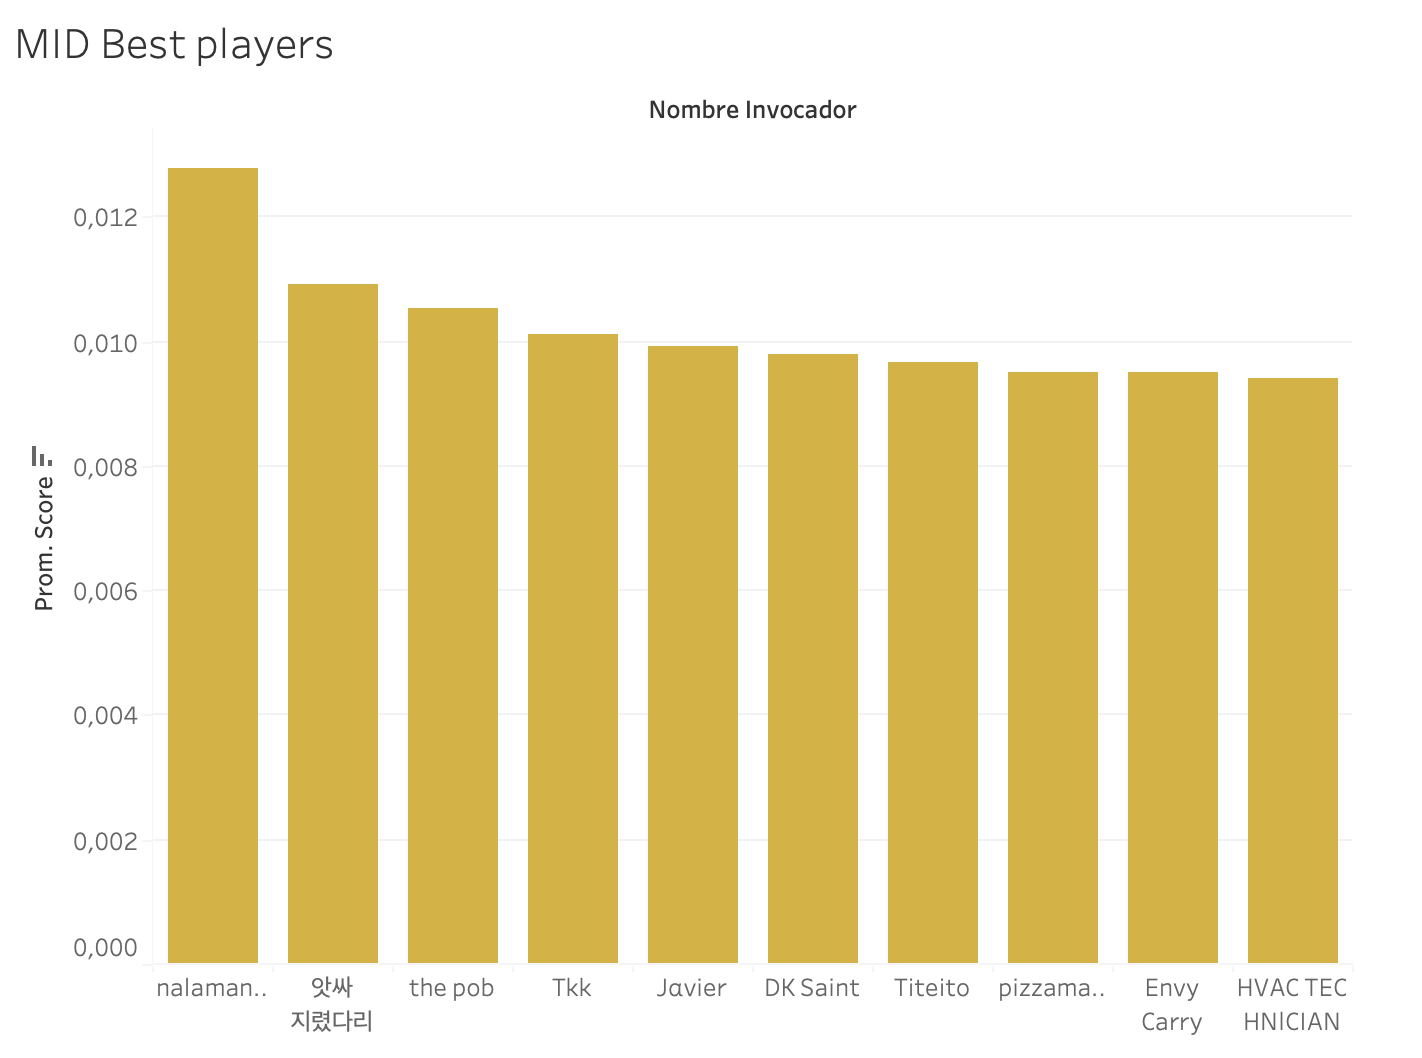 MID Best players
Nombre Invocador
Prom. Score
0,012
0,010
0,008
0,006
0,004
0,002
0,000
nalaman..
앗싸
지렸다리
the pob
Tkk
Jαvier
DK Saint
Titeito
pizzama..
Envy
Carry
HVAC TEC
HNlCIAN